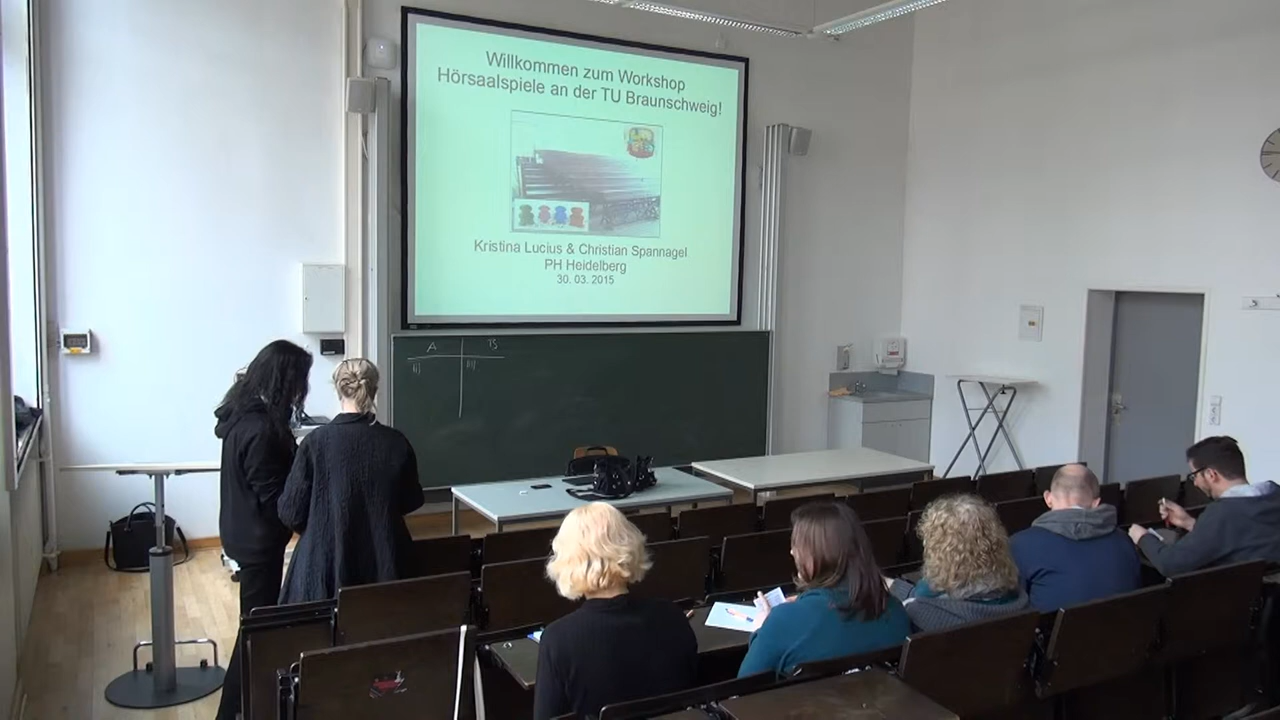 Willkommen zum Workshop
Hörsaalspiele an der TU Braunschweig!
Kristina Lucius & Christian Spannagel
PH Heidelberg
30. 03. 2015
A B